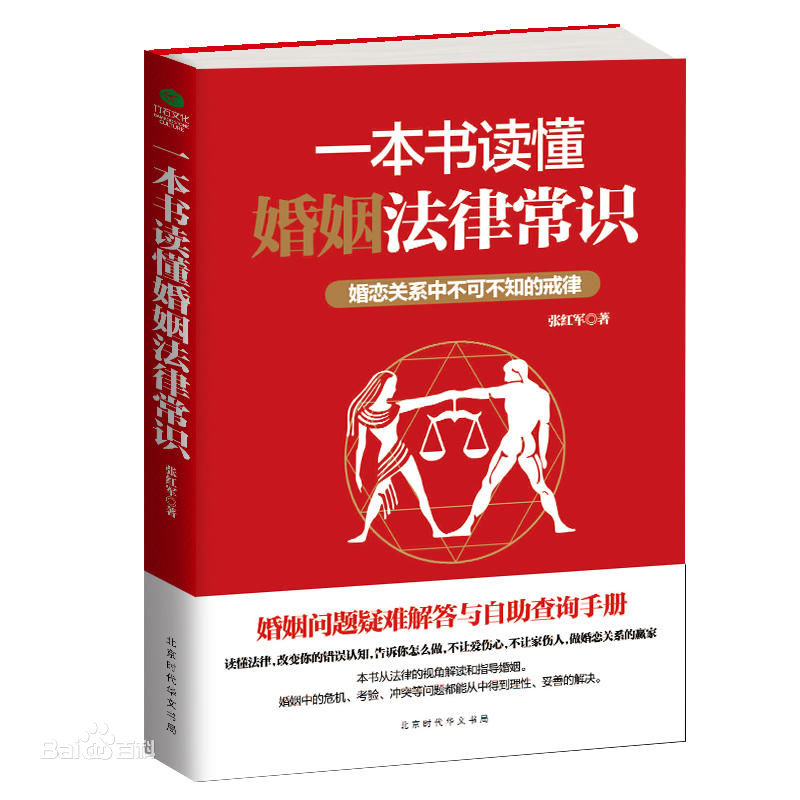 竹石文化
一本书读懂婚姻法律常识
张红军◎著
北京时代华文书局
一本书读懂
婚姻法律常识
婚恋关系中不可不知的戒律
张红军◎著
婚姻问题疑难解答与自助查询手册
读懂法律,改变你的错误认知,告诉你怎么做,不让爱伤心,不让家伤人,做婚恋关系的赢家
本书从法律的视角解读和指导婚姻。
婚姻中的危机、考验、冲突等问题都能从中得到理性、妥善的解决。
北京时代华文书局
Baidu百科